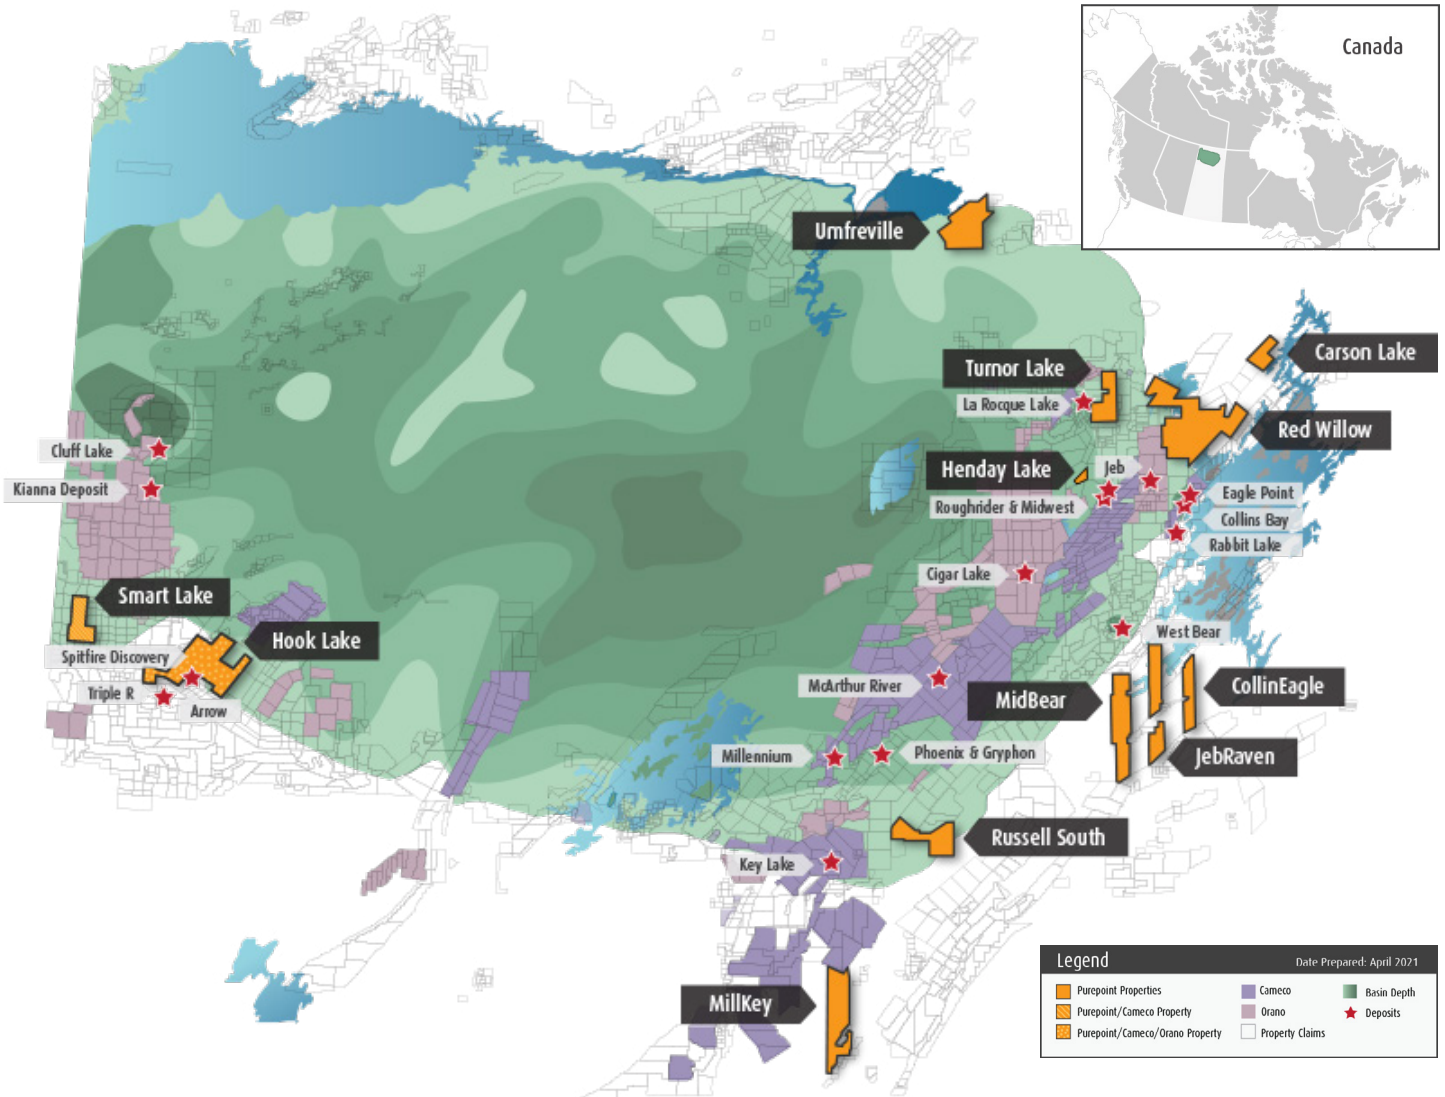 Canada
Umfreville
Carson Lake
Turnor Lake
La Rocque Lake
Red Willow
Cluff Lake
Henday Lake
Jeb
Kianna Deposit
Eagle Point
Roughrider & Midwest
Collins Bay
Rabbit Lake
Cigar Lake
Smart Lake
Hook Lake
West Bear
Spitfire Discovery
McArthur River
CollinEagle
Triple R
MidBear
Arrow
Millennium
Phoenix & Gryphon
JebRaven
Russell South
Key Lake
MillKey
Legend
Date Prepared: April 2021
Purepoint Properties
Cameco
Basin Depth
Purepoint/Cameco Property
Orano
Deposits
Purepoint/Cameco/Orano Property
Property Claims